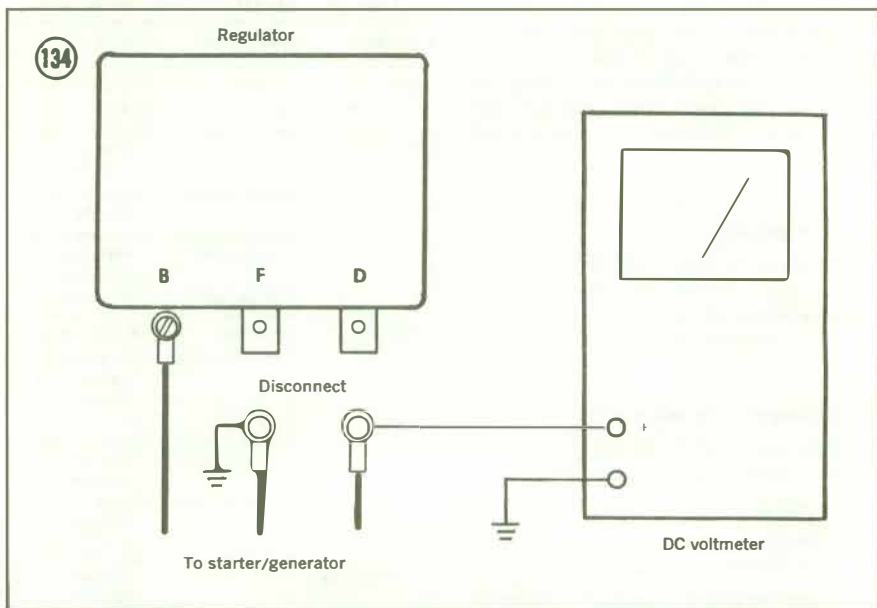 134
Regulator
B F D
Disconnect
+
To starter/generator
DC voltmeter